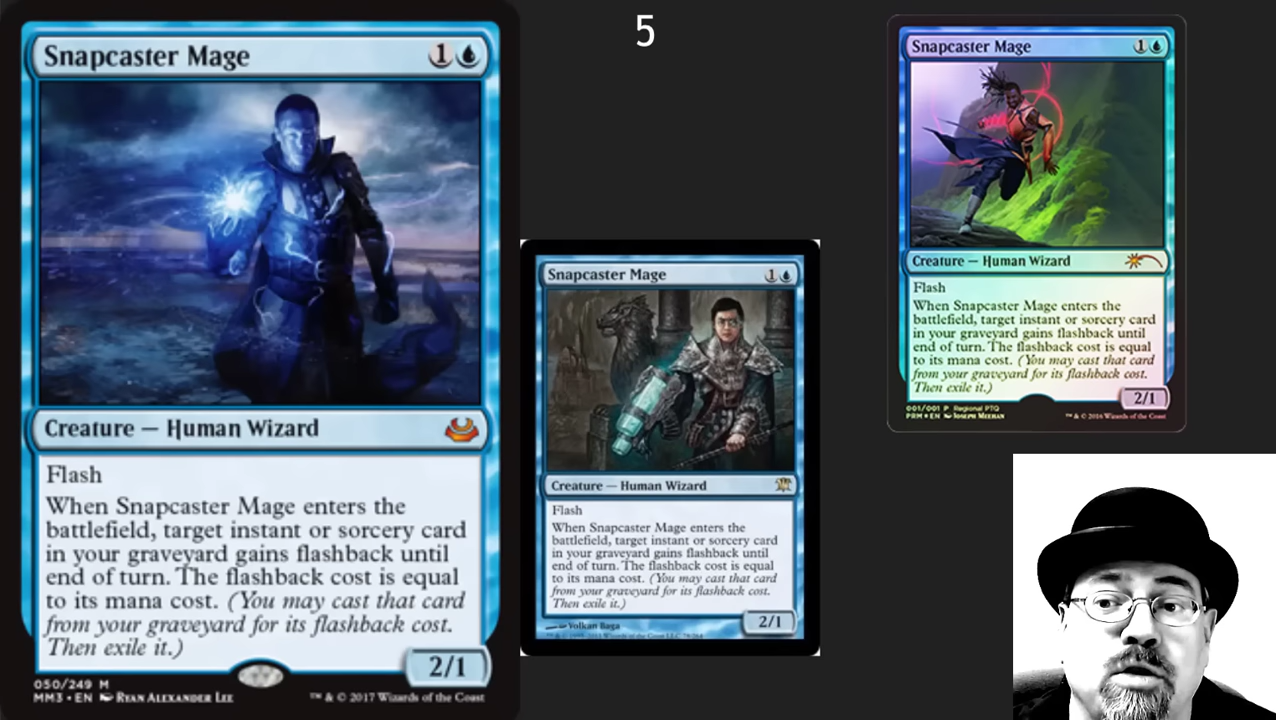 Snapcaster Mage 1
Creature — Human Wizard
Flash
When Snapcaster Mage enters the
battlefield, target instant or sorcery card
in your graveyard gains flashback until
end of turn. The flashback cost is equal
to its mana cost. (You may cast that card
from your graveyard for its flashback cost.
Then exile it.)
2/1
050/249 M
MM3 • EN Ryan Alexander Lee
™ & © 2017 Wizards of the Coast
5
Snapcaster Mage 1
Creature — Human Wizard
Flash
When Snapcaster Mage enters the
battlefield, target instant or sorcery card
in your graveyard gains flashback until
end of turn. The flashback cost is equal
to its mana cost. (You may cast that card
from your graveyard for its flashback cost.
Then exile it.)
2/1
Volkan Baga
Snapcaster Mage 1
Creature — Human Wizard
Flash
When Snapcaster Mage enters the
battlefield, target instant or sorcery card
in your graveyard gains flashback until
end of turn. The flashback cost is equal
to its mana cost. (You may cast that card
from your graveyard for its flashback cost.
Then exile it.)
2/1
001/001 P Regional PTQ
PRM ★ EN Joseph Meehan
™ & © 2016 Wizards of the Coast